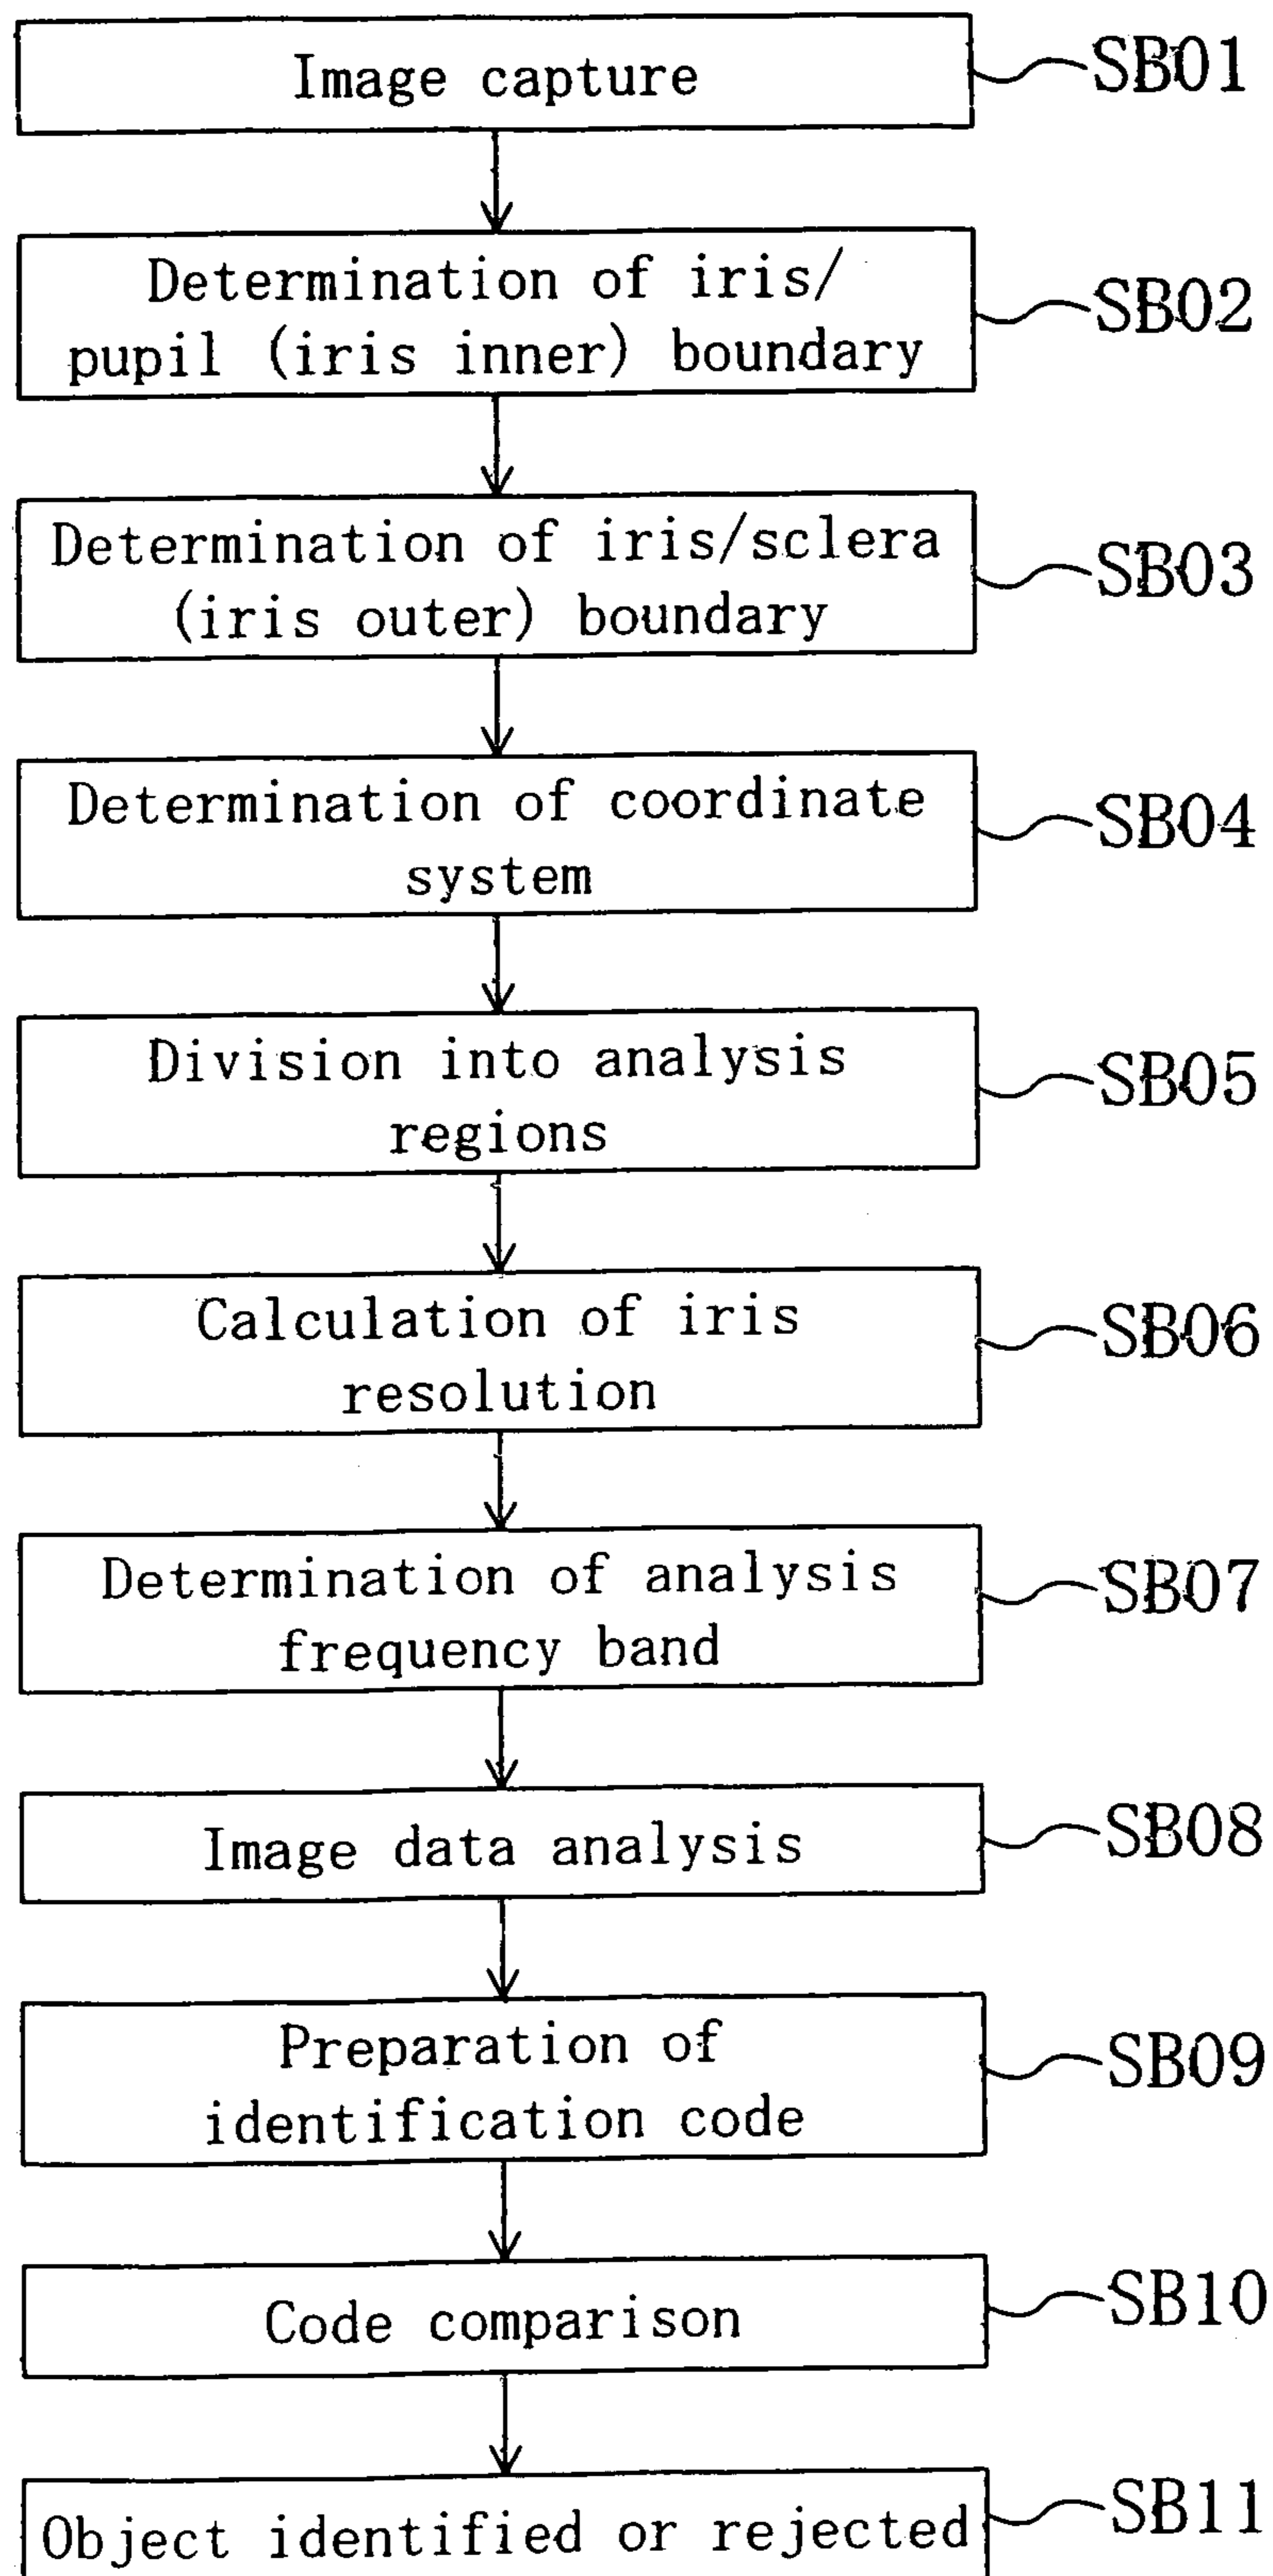 Image capture
SB01
Determination of iris/
pupil (iris inner) boundary
SB02
Determination of iris/sclera
(iris outer) boundary
SB03
Determination of coordinate
system
SB04
Division into analysis
regions
SB05
Calculation of iris
resolution
SB06
Determination of analysis
frequency band
SB07
Image data analysis
SB08
Preparation of
identification code
SB09
Code comparison
SB10
Object identified or rejected
SB11